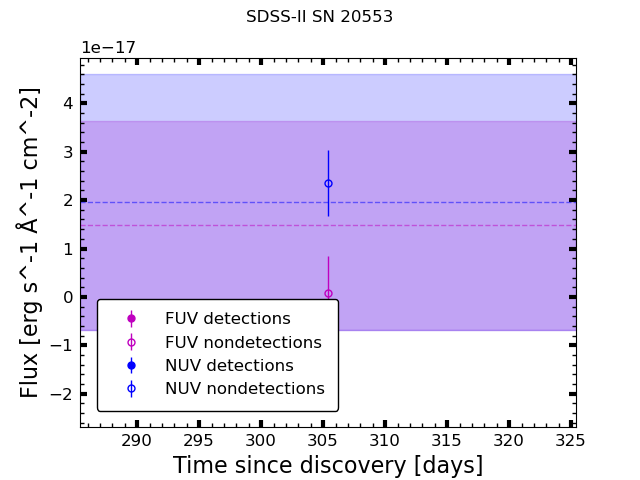 SDSS-II SN 20553
1e−17
4
3
2
1
0
−1
−2
Flux [erg s^-1 Å^-1 cm^-2]
FUV detections
FUV nondetections
NUV detections
NUV nondetections
290 295 300 305 310 315 320 325
Time since discovery [days]